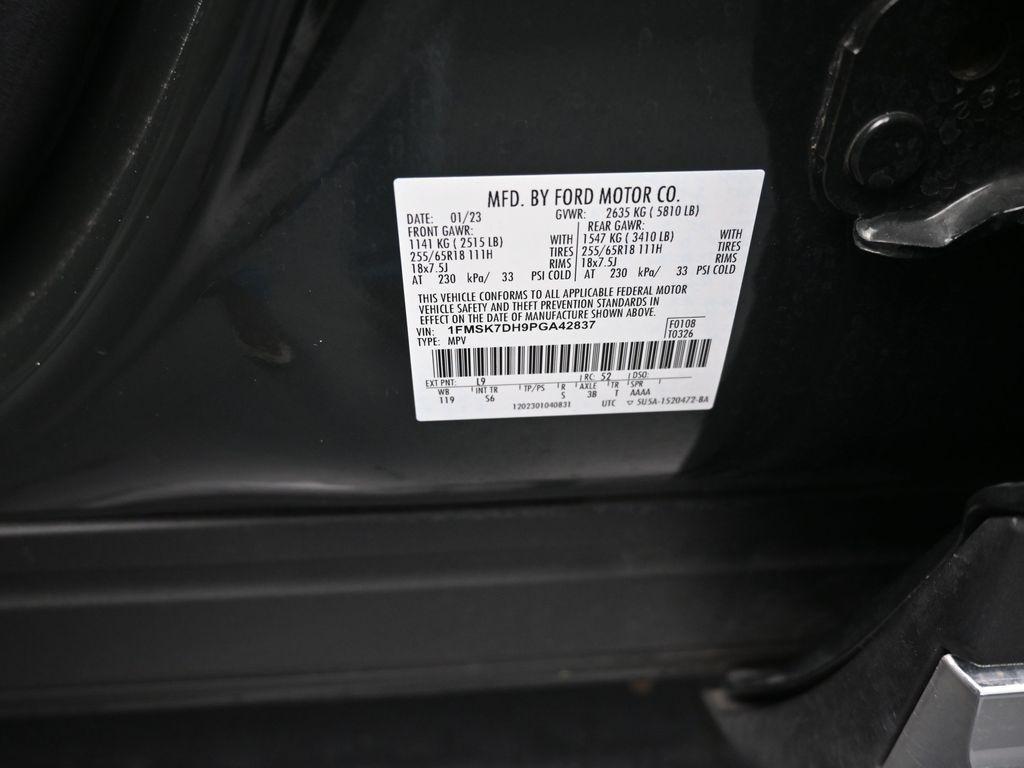 MFD. BY FORD MOTOR CO.
DATE: 01/23 GVWR: 2635 KG ( 5810 LB)
FRONT GAWR: REAR GAWR:
1141 KG ( 2515 LB) WITH 1547 KG ( 3410 LB) WITH
255/65R18 111H TIRES 255/65R18 111H TIRES
18x7.5J RIMS 18x7.5J RIMS
AT 230 kPa/ 33 PSI COLD AT 230 kPa/ 33 PSI COLD
THIS VEHICLE CONFORMS TO ALL APPLICABLE FEDERAL MOTOR
VEHICLE SAFETY AND THEFT PREVENTION STANDARDS IN
EFFECT ON THE DATE OF MANUFACTURE SHOWN ABOVE.
VIN: 1FMSK7DH9PGA42837 F0108
TYPE: MPV T0326
EXT PNT: L9 RC: 52 DSO:
WB INT TR TP/PS R AXLE TR SPR
119 S6 S 3B T AAAA
1202301040831 UTC ▽ 5U5A-1520472-BA